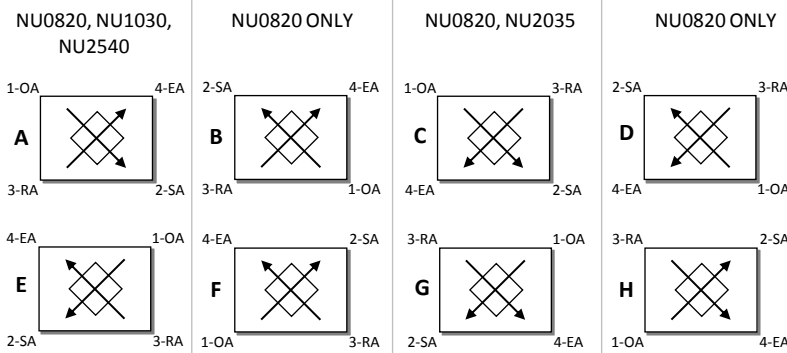 NU0820, NU1030,
NU2540
NU0820 ONLY
NU0820, NU2035
NU0820 ONLY
1-OA 4-EA
A
3-RA 2-SA
2-SA 4-EA
B
3-RA 1-OA
1-OA 3-RA
C
4-EA 2-SA
2-SA 3-RA
D
4-EA 1-OA
4-EA 1-OA
E
2-SA 3-RA
4-EA 2-SA
F
1-OA 3-RA
3-RA 1-OA
G
2-SA 4-EA
3-RA 2-SA
H
1-OA 4-EA